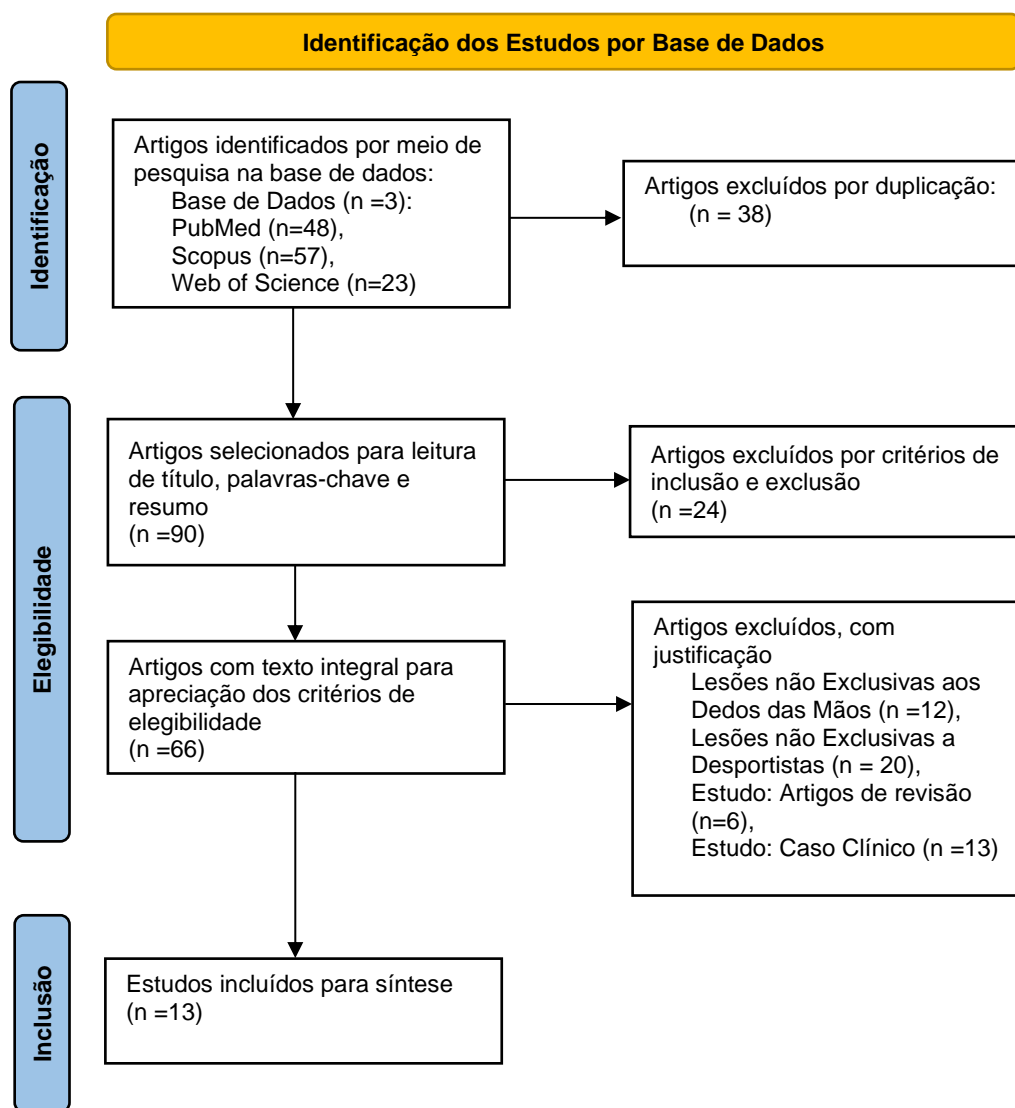 Identificação dos Estudos por Base de Dados
Identificação
Artigos identificados por meio de
pesquisa na base de dados:
Base de Dados (n =3):
PubMed (n=48),
Scopus (n=57),
Web of Science (n=23)
Artigos excluídos por duplicação:
(n = 38)
Elegibilidade
Artigos selecionados para leitura
de título, palavras-chave e
resumo
(n =90)
Artigos excluídos por critérios de
inclusão e exclusão
(n =24)
Artigos com texto integral para
apreciação dos critérios de
elegibilidade
(n =66)
Artigos excluídos, com
justificação
Lesões não Exclusivas aos
Dedos das Mãos (n =12),
Lesões não Exclusivas a
Desportistas (n = 20),
Estudo: Artigos de revisão
(n=6),
Estudo: Caso Clínico (n =13)
Inclusão
Estudos incluídos para síntese
(n =13)